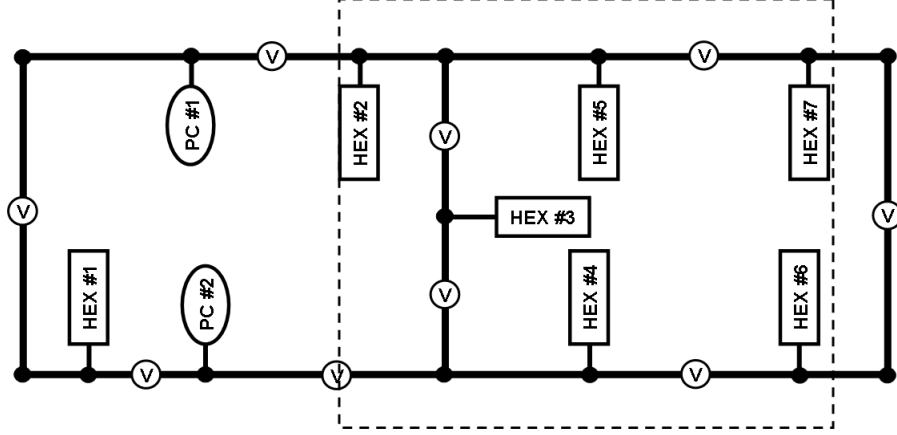 V
V
PC #1
HEX #2
HEX #5
HEX #7
V
V
HEX #3
V
HEX #1
PC #2
HEX #4
HEX #6
V
V
V
V